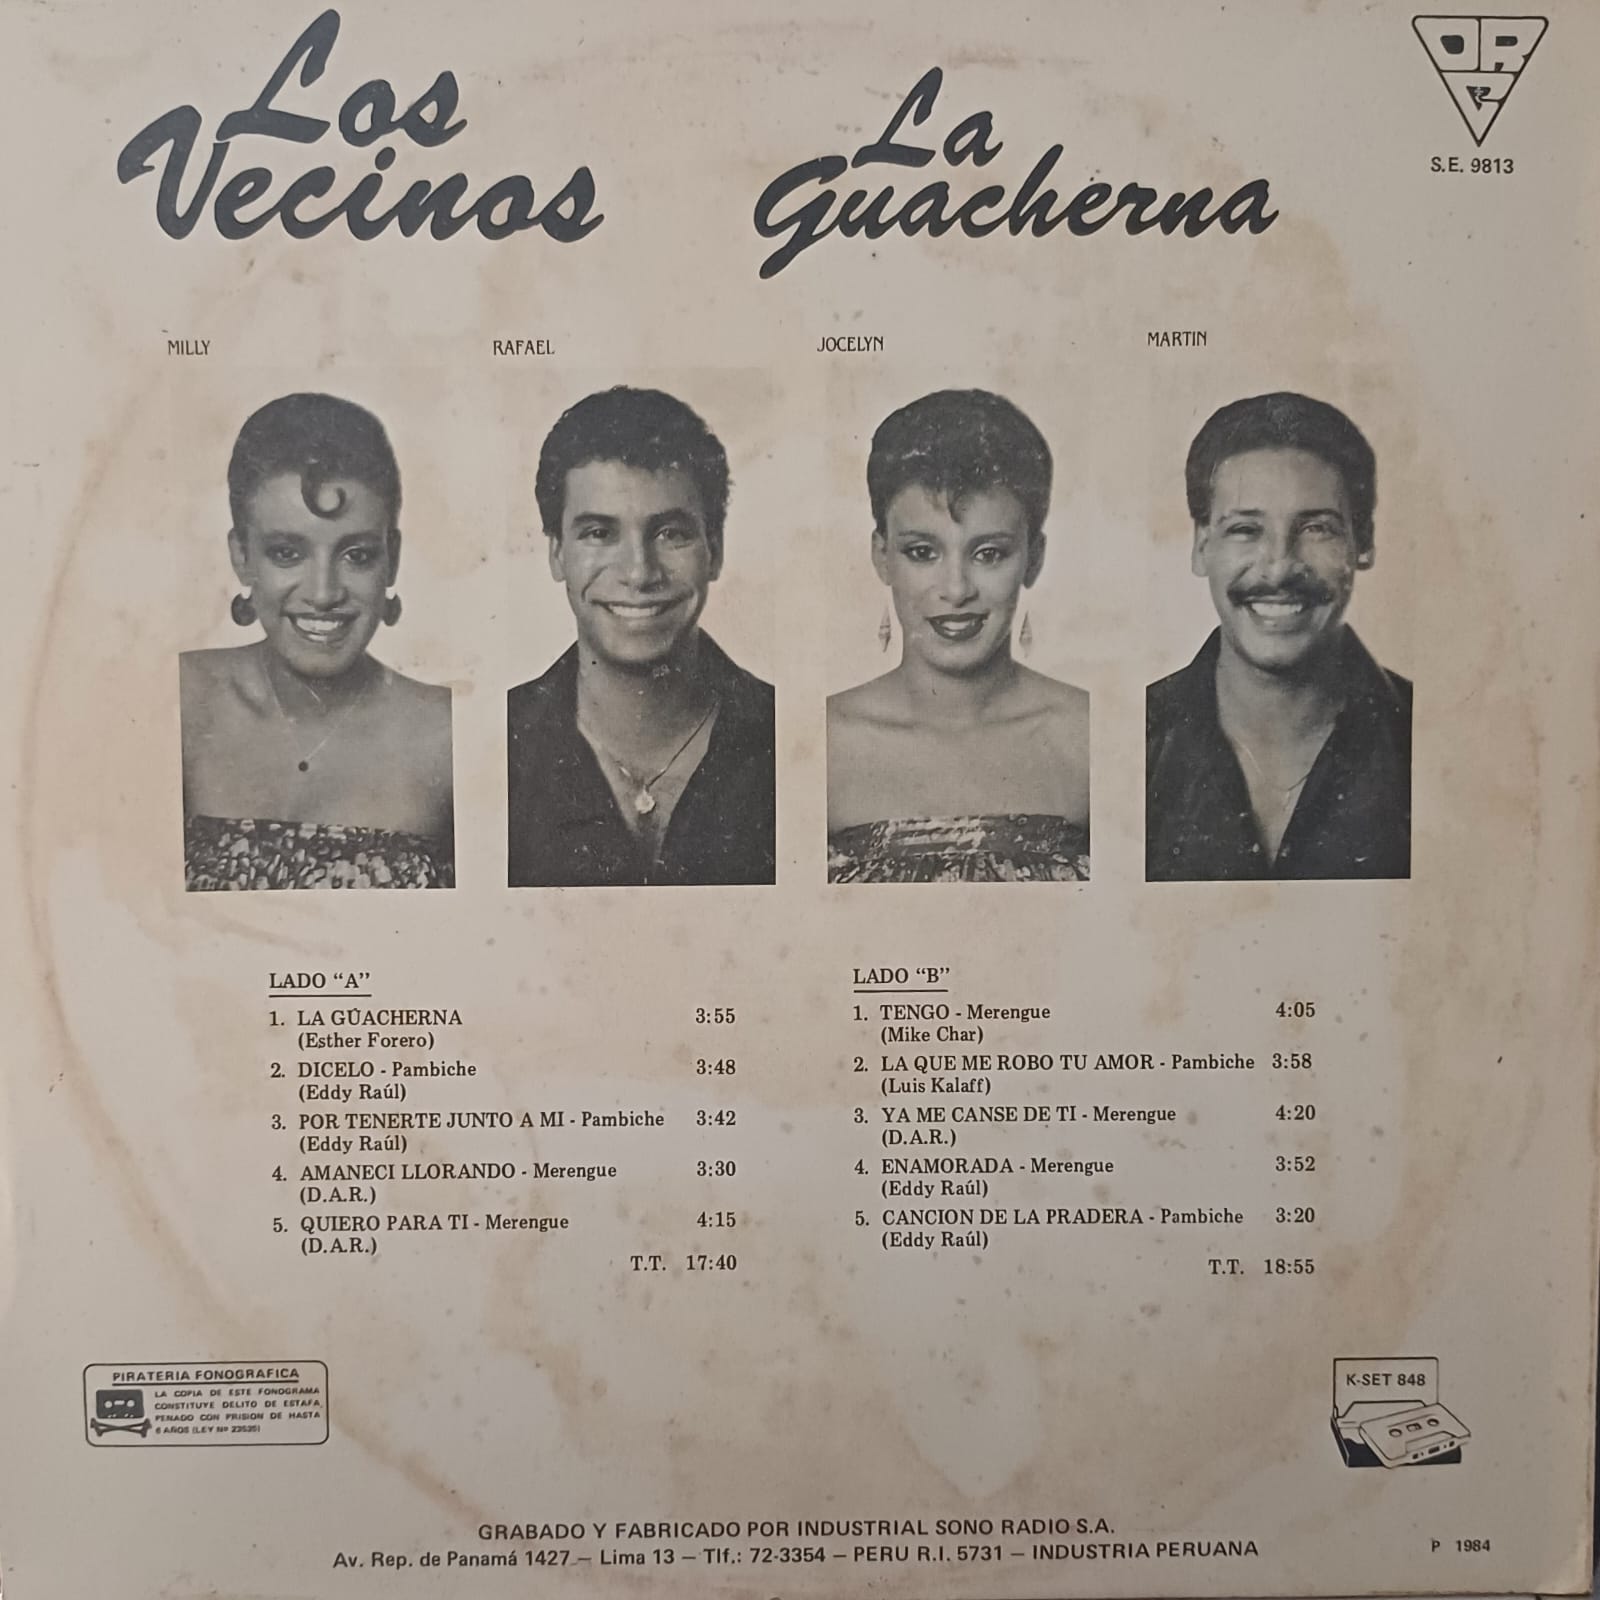 Los
Vecinos
La
Guacherna
DR
S.E. 9813
MILLY
RAFAEL
JOCELYN
MARTIN
LADO "A"
1. LA GÜACHERNA 3:55
(Esther Forero)
2. DICELO - Pambiche 3:48
(Eddy Raúl)
3. POR TENERTE JUNTO A MI - Pambiche 3:42
(Eddy Raúl)
4. AMANECI LLORANDO - Merengue 3:30
(D.A.R.)
5. QUIERO PARA TI - Merengue 4:15
(D.A.R.)
T.T. 17:40
LADO "B"
1. TENGO - Merengue 4:05
(Mike Char)
2. LA QUE ME ROBO TU AMOR - Pambiche 3:58
(Luis Kalaff)
3. YA ME CANSE DE TI - Merengue 4:20
(D.A.R.)
4. ENAMORADA - Merengue 3:52
(Eddy Raúl)
5. CANCION DE LA PRADERA - Pambiche 3:20
(Eddy Raúl)
T.T. 18:55
PIRATERIA FONOGRAFICA
LA COPIA DE ESTE FONOGRAMA
CONSTITUYE DELITO DE ESTAFA,
PENADO CON PRISION DE HASTA
6 AÑOS (LEY Nº
K-SET 848
GRABADO Y FABRICADO POR INDUSTRIAL SONO RADIO S.A.
Av. Rep. de Panamá 1427 – Lima 13 – Tlf.: 72-3354 – PERU R.I. 5731 – INDUSTRIA PERUANA
P 1984